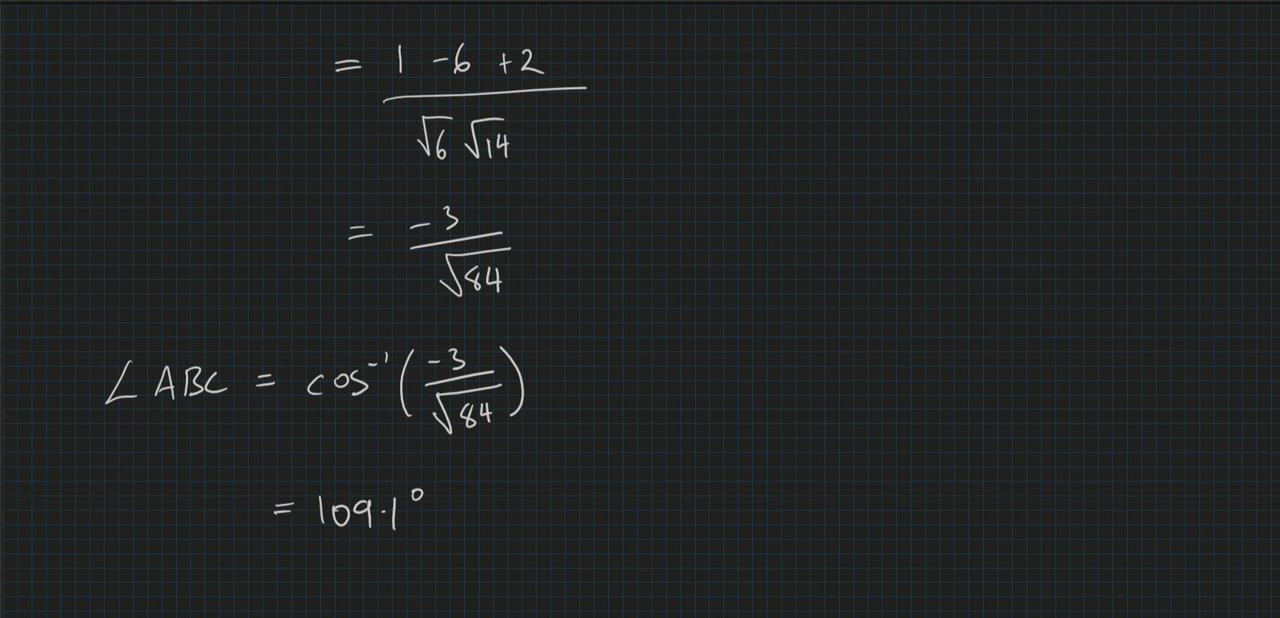 = 1 -6 +2
√6 √14
= -3
√84
∠ABC = cos⁻¹(-3/√84)
= 109.1°